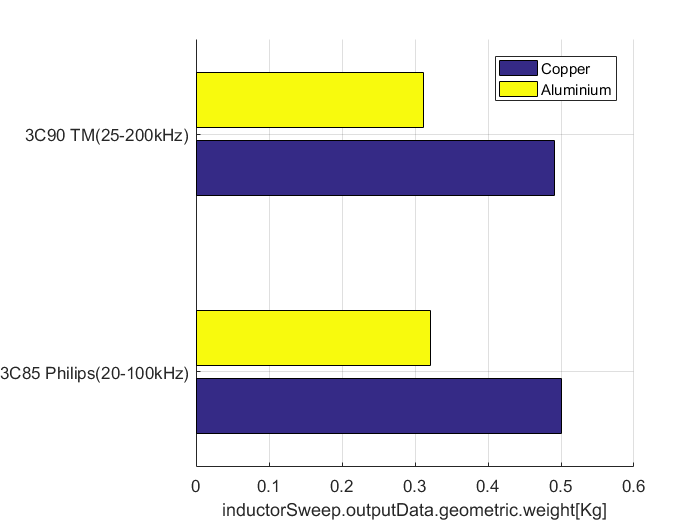 Copper
Aluminium
3C90 TM(25-200kHz)
3C85 Philips(20-100kHz)
0 0.1 0.2 0.3 0.4 0.5 0.6
inductorSweep.outputData.geometric.weight[Kg]